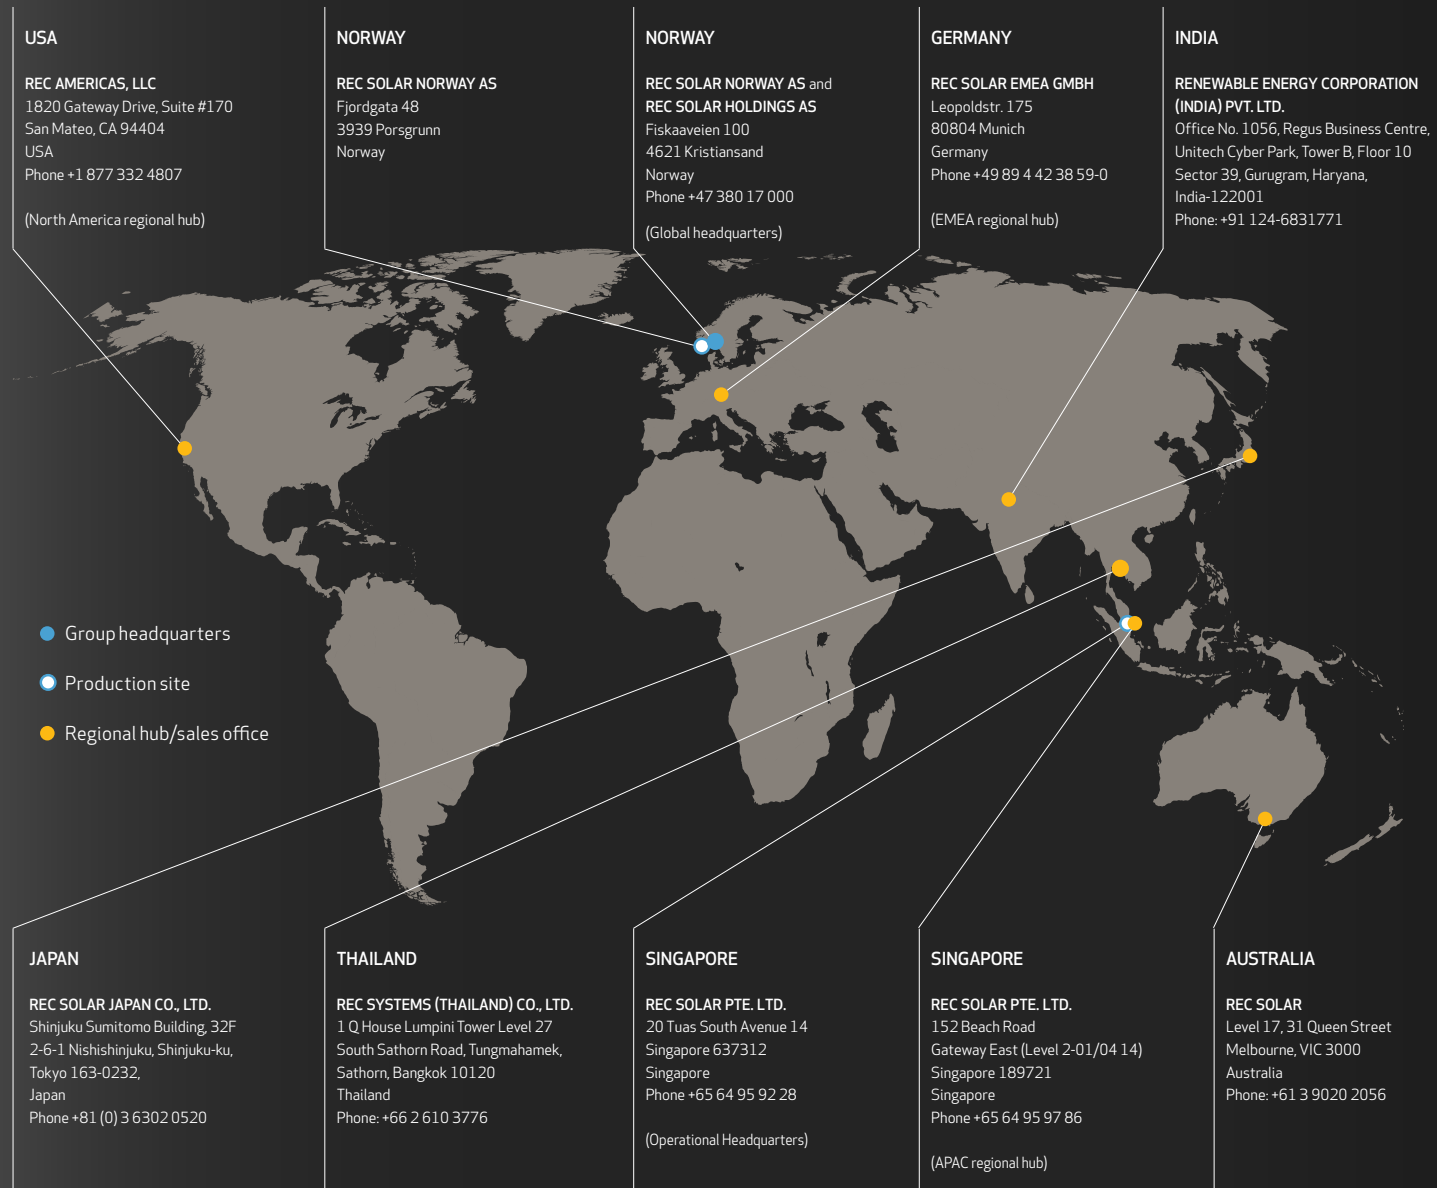 USA
REC AMERICAS, LLC
1820 Gateway Drive, Suite #170
San Mateo, CA 94404
USA
Phone +1 877 332 4807
(North America regional hub)
NORWAY
REC SOLAR NORWAY AS
Fjordgata 48
3939 Porsgrunn
Norway
NORWAY
REC SOLAR NORWAY AS and
REC SOLAR HOLDINGS AS
Fiskaaveien 100
4621 Kristiansand
Norway
Phone +47 380 17 000
(Global headquarters)
GERMANY
REC SOLAR EMEA GMBH
Leopoldstr. 175
80804 Munich
Germany
Phone +49 89 4 42 38 59-0
(EMEA regional hub)
INDIA
RENEWABLE ENERGY CORPORATION
(INDIA) PVT. LTD.
Office No. 1056, Regus Business Centre,
Unitech Cyber Park, Tower B, Floor 10
Sector 39, Gurugram, Haryana,
India-122001
Phone: +91 124-6831771
Group headquarters
Production site
Regional hub/sales office
JAPAN
REC SOLAR JAPAN CO., LTD.
Shinjuku Sumitomo Building, 32F
2-6-1 Nishishinjuku, Shinjuku-ku,
Tokyo 163-0232,
Japan
Phone +81 (0) 3 6302 0520
THAILAND
REC SYSTEMS (THAILAND) CO., LTD.
1 Q House Lumpini Tower Level 27
South Sathorn Road, Tungmahamek,
Sathorn, Bangkok 10120
Thailand
Phone: +66 2 610 3776
SINGAPORE
REC SOLAR PTE. LTD.
20 Tuas South Avenue 14
Singapore 637312
Singapore
Phone +65 64 95 92 28
(Operational Headquarters)
SINGAPORE
REC SOLAR PTE. LTD.
152 Beach Road
Gateway East (Level 2-01/04 14)
Singapore 189721
Singapore
Phone +65 64 95 97 86
(APAC regional hub)
AUSTRALIA
REC SOLAR
Level 17, 31 Queen Street
Melbourne, VIC 3000
Australia
Phone: +61 3 9020 2056